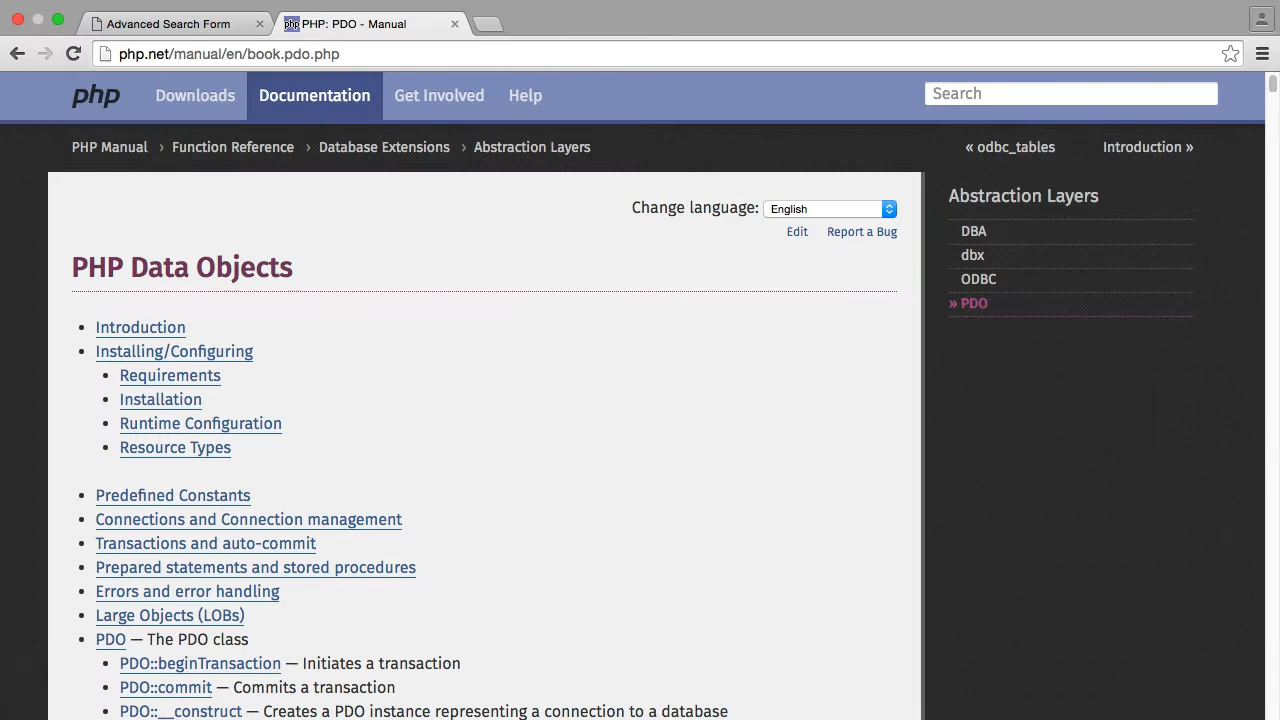 Advanced Search Form
php PHP: PDO - Manual
php.net/manual/en/book.pdo.php
php Downloads Documentation Get Involved Help Search
PHP Manual › Function Reference › Database Extensions › Abstraction Layers « odbc_tables Introduction »
Change language: English
Edit Report a Bug
PHP Data Objects
• Introduction
• Installing/Configuring
• Requirements
• Installation
• Runtime Configuration
• Resource Types
• Predefined Constants
• Connections and Connection management
• Transactions and auto-commit
• Prepared statements and stored procedures
• Errors and error handling
• Large Objects (LOBs)
• PDO — The PDO class
• PDO::beginTransaction — Initiates a transaction
• PDO::commit — Commits a transaction
• PDO::__construct — Creates a PDO instance representing a connection to a database
Abstraction Layers
DBA
dbx
ODBC
» PDO